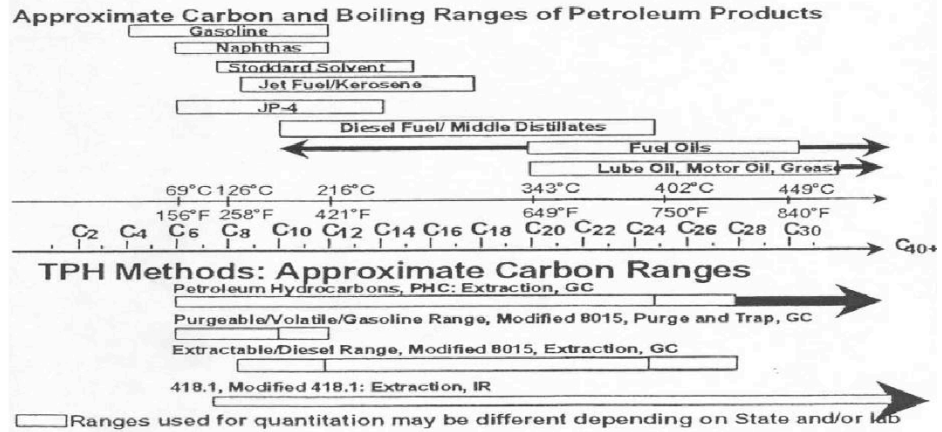 Approximate Carbon and Boiling Ranges of Petroleum Products
Gasoline
Naphthas
Stoddard Solvent
Jet Fuel/Kerosene
JP-4
Diesel Fuel/ Middle Distillates
Fuel Oils
Lube Oil, Motor Oil, Grease
69°C 126°C 216°C 343°C 402°C 449°C
156°F 258°F 421°F 649°F 750°F 840°F
C2 C4 C6 C8 C10 C12 C14 C16 C18 C20 C22 C24 C26 C28 C30 C40+
TPH Methods: Approximate Carbon Ranges
Petroleum Hydrocarbons, PHC: Extraction, GC
Purgeable/Volatile/Gasoline Range, Modified 8015, Purge and Trap, GC
Extractable/Diesel Range, Modified 8015, Extraction, GC
418.1, Modified 418.1: Extraction, IR
Ranges used for quantitation may be different depending on State and/or lab